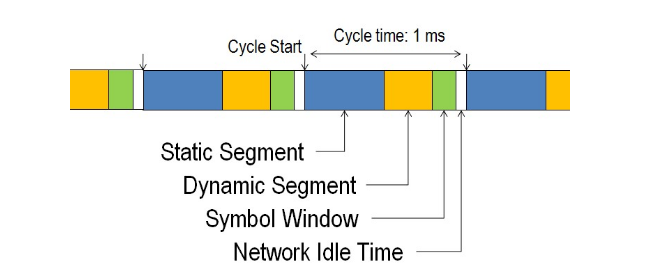 Cycle Start
Cycle time: 1 ms
Static Segment
Dynamic Segment
Symbol Window
Network Idle Time